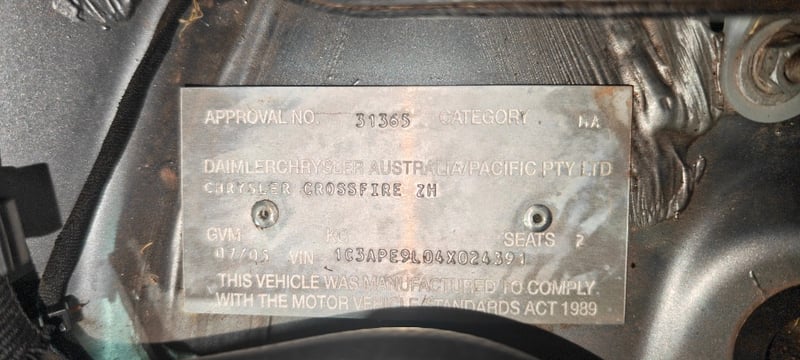 APPROVAL NO. 31365 CATEGORY MA
DAIMLERCHRYSLER AUSTRALIA/PACIFIC PTY LTD
CHRYSLER CROSSFIRE ZH
GVM KG SEATS 2
07/05 VIN 1C3APE9L04X024391
THIS VEHICLE WAS MANUFACTURED TO COMPLY
WITH THE MOTOR VEHICLE STANDARDS ACT 1989